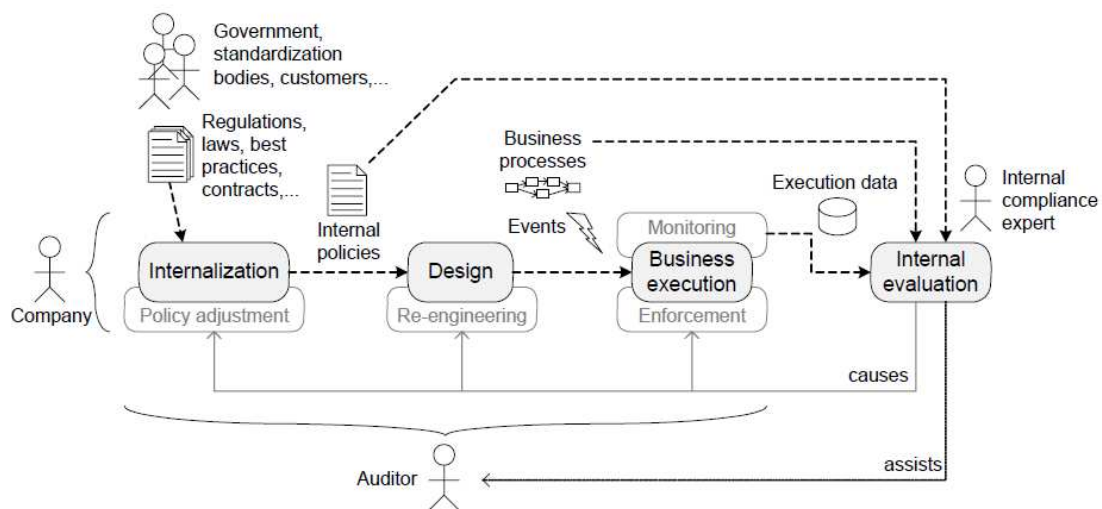 Government,
standardization
bodies, customers,...
Regulations,
laws, best
practices,
contracts,...
Internal
policies
Business
processes
Events
Execution data
Internal
compliance
expert
Company
Internalization
Policy adjustment
Design
Re-engineering
Monitoring
Business
execution
Enforcement
Internal
evaluation
causes
Auditor
assists